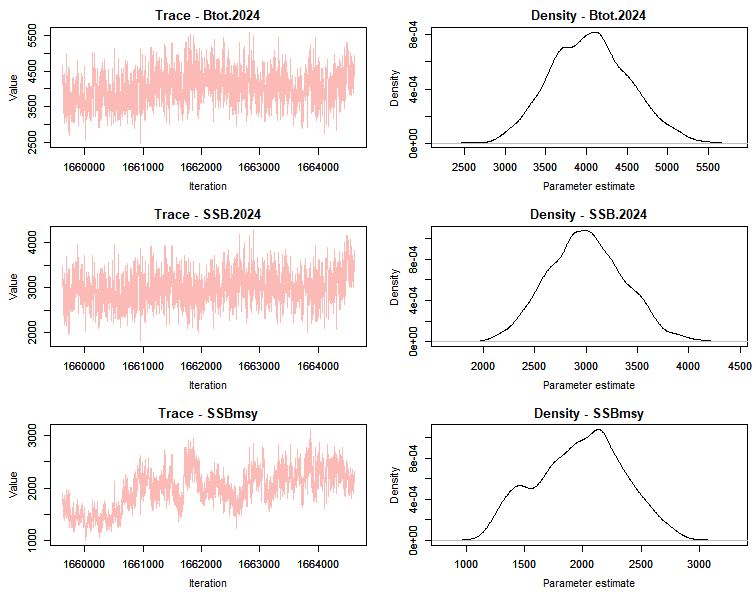 Trace - Btot.2024
Value
2500 3500 4500 5500
1660000 1661000 1662000 1663000 1664000
Iteration
Density - Btot.2024
Density
0e+00 4e-04 8e-04
2500 3000 3500 4000 4500 5000 5500
Parameter estimate
Trace - SSB.2024
Value
2000 3000 4000
1660000 1661000 1662000 1663000 1664000
Iteration
Density - SSB.2024
Density
0e+00 4e-04 8e-04
2000 2500 3000 3500 4000 4500
Parameter estimate
Trace - SSBmsy
Value
1000 2000 3000
1660000 1661000 1662000 1663000 1664000
Iteration
Density - SSBmsy
Density
0e+00 4e-04 8e-04
1000 1500 2000 2500 3000
Parameter estimate